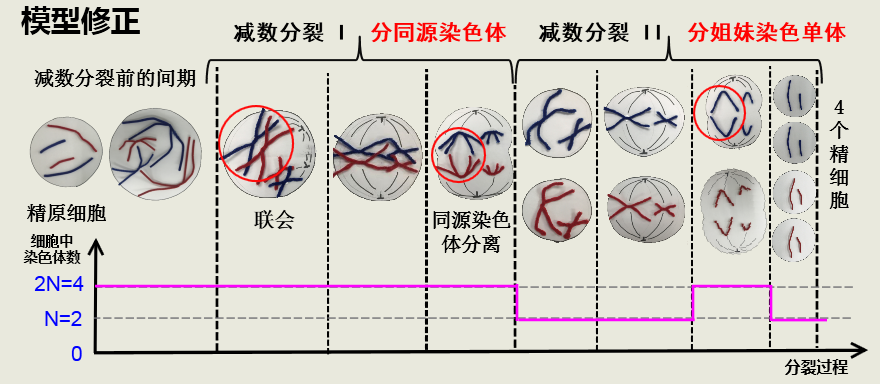 模型修正
减数分裂 I 分同源染色体
减数分裂 II 分姐妹染色单体
减数分裂前的间期
精原细胞
联会
同源染色
体分离
4个精细胞
细胞中
染色体数
2N=4
N=2
0
分裂过程